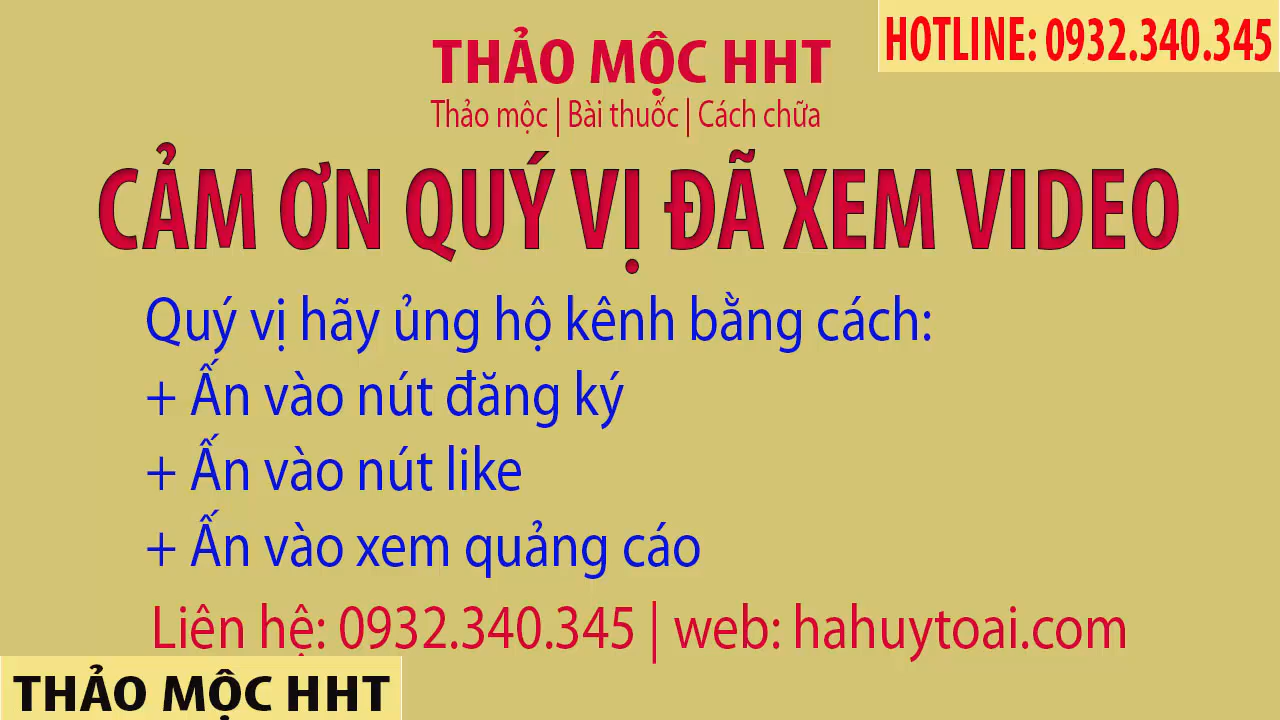 HOTLINE: 0932.340.345
THẢO MỘC HHT
Thảo mộc | Bài thuốc | Cách chữa
CẢM ƠN QUÝ VỊ ĐÃ XEM VIDEO
Quý vị hãy ủng hộ kênh bằng cách:
+ Ấn vào nút đăng ký
+ Ấn vào nút like
+ Ấn vào xem quảng cáo
Liên hệ: 0932.340.345 | web: hahuytoai.com
THẢO MỘC HHT